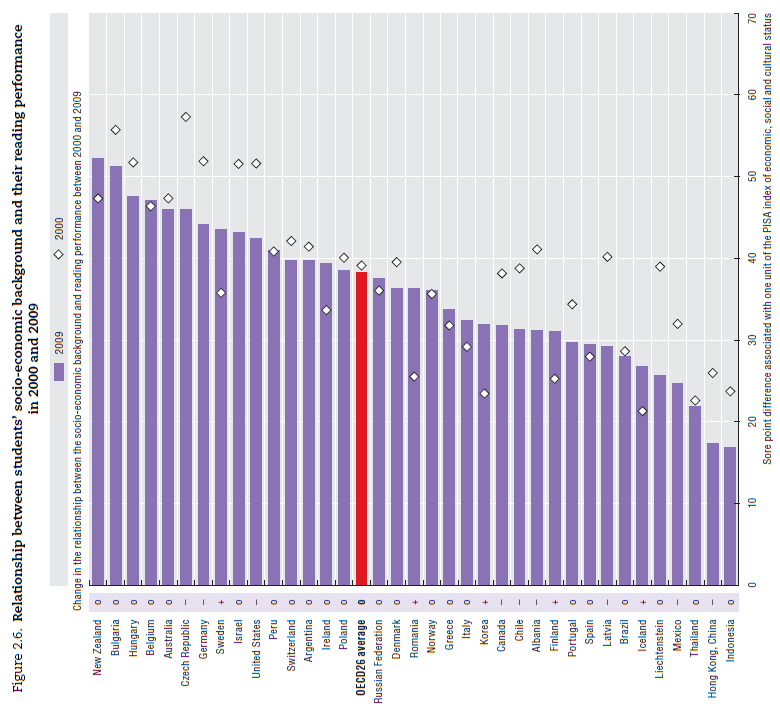 Figure 2.6. Relationship between students' socio-economic background and their reading performance
in 2000 and 2009
2009 2000
Change in the relationship between the socio-economic background and reading performance between 2000 and 2009
New Zealand o
Bulgaria o
Hungary o
Belgium o
Australia o
Czech Republic –
Germany –
Sweden +
Israel o
United States –
Peru o
Switzerland o
Argentina o
Ireland o
Poland o
OECD26 average o
Russian Federation o
Denmark o
Romania +
Norway o
Greece o
Italy o
Korea +
Canada –
Chile –
Albania –
Finland +
Portugal o
Spain o
Latvia –
Brazil o
Iceland +
Liechtenstein o
Mexico –
Thailand o
Hong Kong, China –
Indonesia o
0 10 20 30 40 50 60 70
Sore point difference associated with one unit of the PISA index of economic, social and cultural status